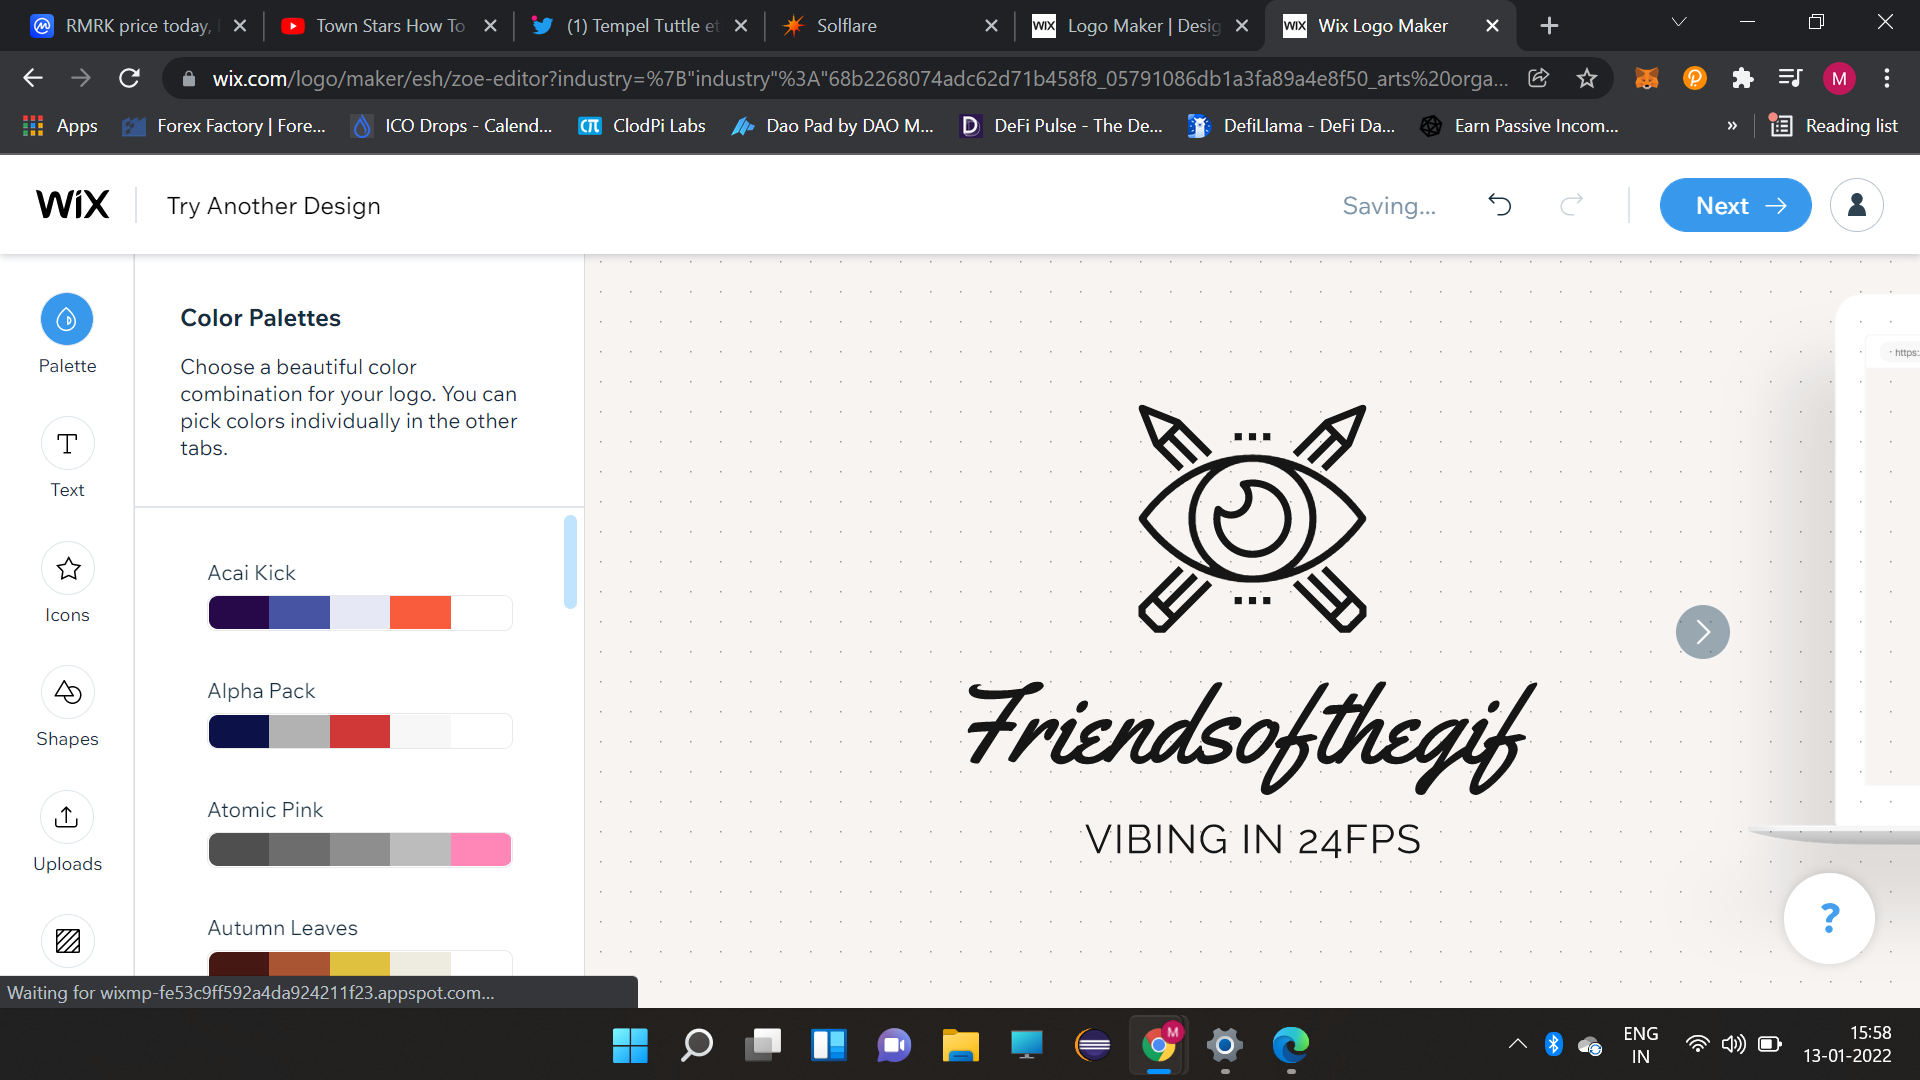 RMRK price today,
Town Stars How To
(1) Tempel Tuttle et
Solflare
WIX Logo Maker | Desig
WIX Wix Logo Maker
wix.com/logo/maker/esh/zoe-editor?industry=%7B"industry"%3A"68b2268074adc62d71b458f8_05791086db1a3fa89a4e8f50_arts%20orga...
M
Apps
Forex Factory | Fore...
ICO Drops - Calend...
ClodPi Labs
Dao Pad by DAO M...
DeFi Pulse - The De...
DefiLlama - DeFi Da...
Earn Passive Incom...
»
Reading list
WiX
Try Another Design
Saving...
Next
Palette
Text
Icons
Shapes
Uploads
Color Palettes
Choose a beautiful color
combination for your logo. You can
pick colors individually in the other
tabs.
Acai Kick
Alpha Pack
Atomic Pink
Autumn Leaves
https:
Friendsofthegif
VIBING IN 24FPS
?
Waiting for wixmp-fe53c9ff592a4da924211f23.appspot.com...
M
ENG
IN
15:58
13-01-2022